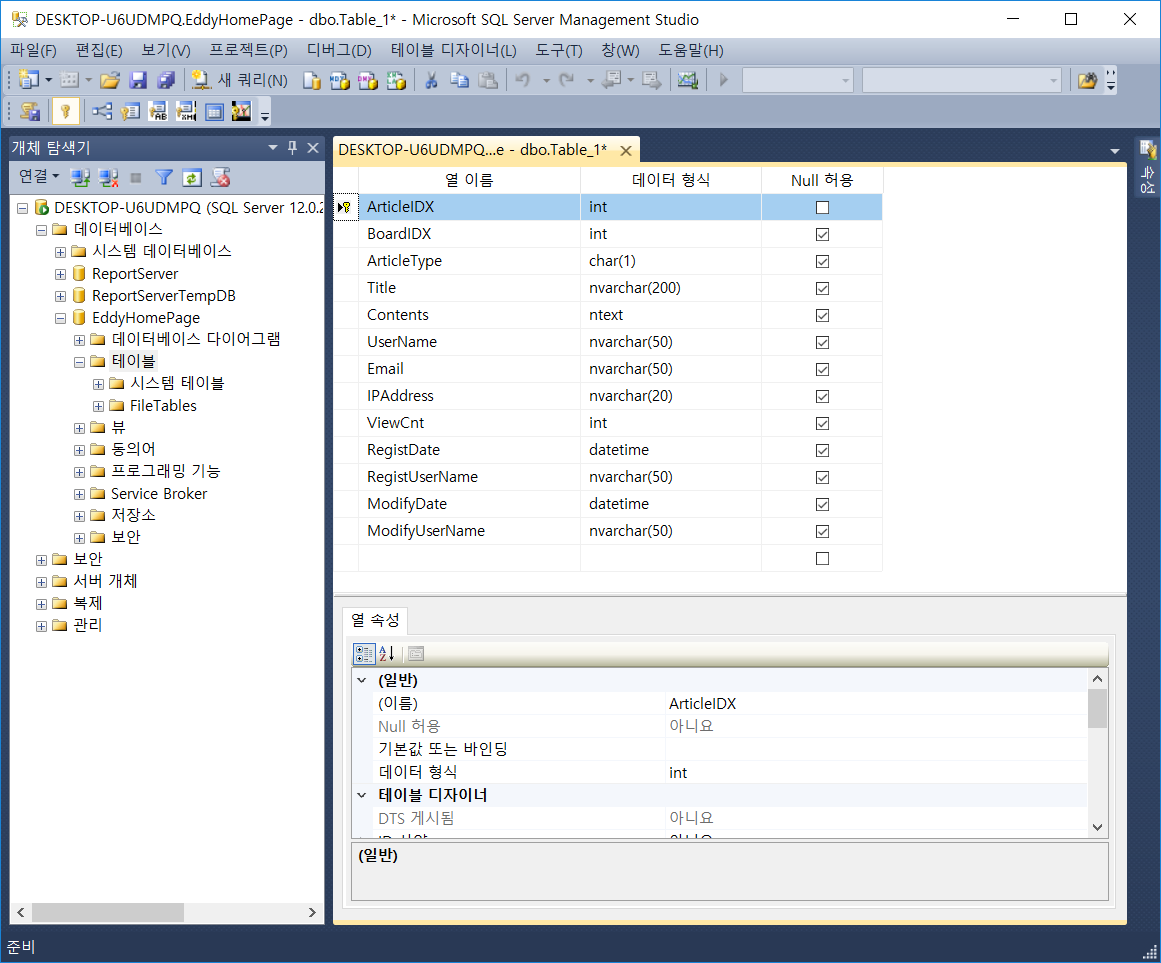 DESKTOP-U6UDMPQ.EddyHomePage - dbo.Table_1* - Microsoft SQL Server Management Studio
파일(F) 편집(E) 보기(V) 프로젝트(P) 디버그(D) 테이블 디자이너(L) 도구(T) 창(W) 도움말(H)
새 쿼리(N)
개체 탐색기
연결
DESKTOP-U6UDMPQ (SQL Server 12.0.2
데이터베이스
시스템 데이터베이스
ReportServer
ReportServerTempDB
EddyHomePage
데이터베이스 다이어그램
테이블
시스템 테이블
FileTables
뷰
동의어
프로그래밍 기능
Service Broker
저장소
보안
보안
서버 개체
복제
관리
DESKTOP-U6UDMPQ...e - dbo.Table_1*
열 이름 데이터 형식 Null 허용
ArticleIDX int
BoardIDX int
ArticleType char(1)
Title nvarchar(200)
Contents ntext
UserName nvarchar(50)
Email nvarchar(50)
IPAddress nvarchar(20)
ViewCnt int
RegistDate datetime
RegistUserName nvarchar(50)
ModifyDate datetime
ModifyUserName nvarchar(50)
열 속성
(일반)
(이름) ArticleIDX
Null 허용 아니요
기본값 또는 바인딩
데이터 형식 int
테이블 디자이너
DTS 게시됨 아니요
(일반)
속성
준비